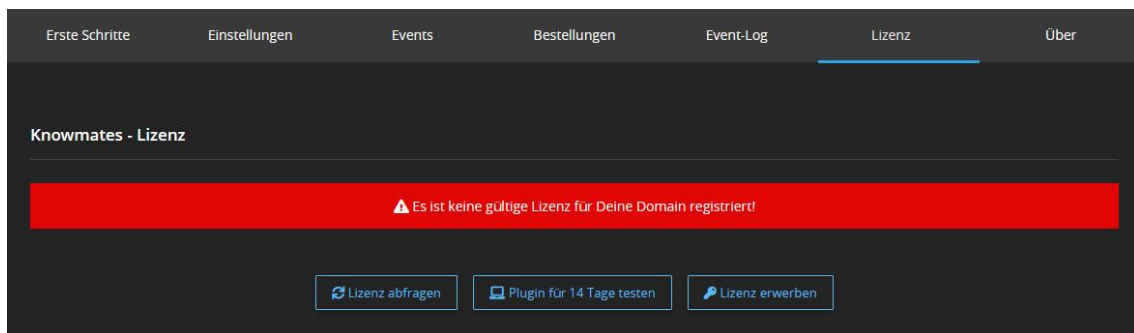 Erste Schritte Einstellungen Events Bestellungen Event-Log Lizenz Über
Knowmates - Lizenz
Es ist keine gültige Lizenz für Deine Domain registriert!
Lizenz abfragen Plugin für 14 Tage testen Lizenz erwerben